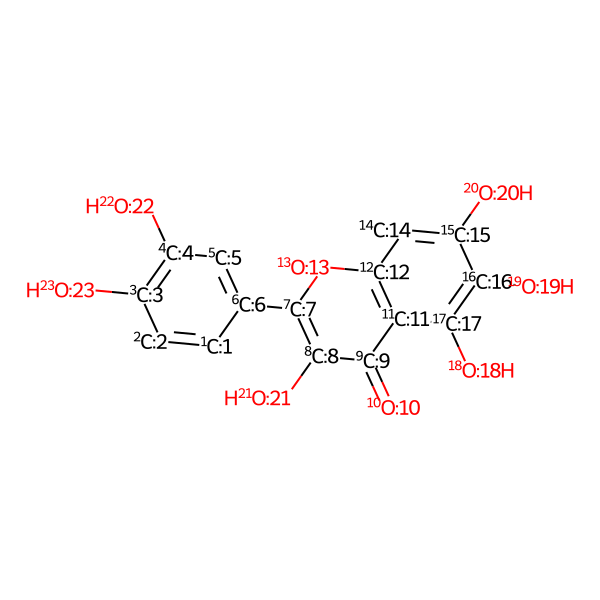 ²⁰O:20H
H²²O:22
¹⁴C:14
¹⁵C:15
⁴C:4
⁵C:5
¹³O:13
¹²C:12
¹⁶C:16
¹⁹O:19H
H²³O:23
³C:3
⁶C:6
⁷C:7
¹¹C:11
¹⁷C:17
²C:2
¹C:1
⁸C:8
⁹C:9
¹⁸O:18H
H²¹O:21
¹⁰O:10